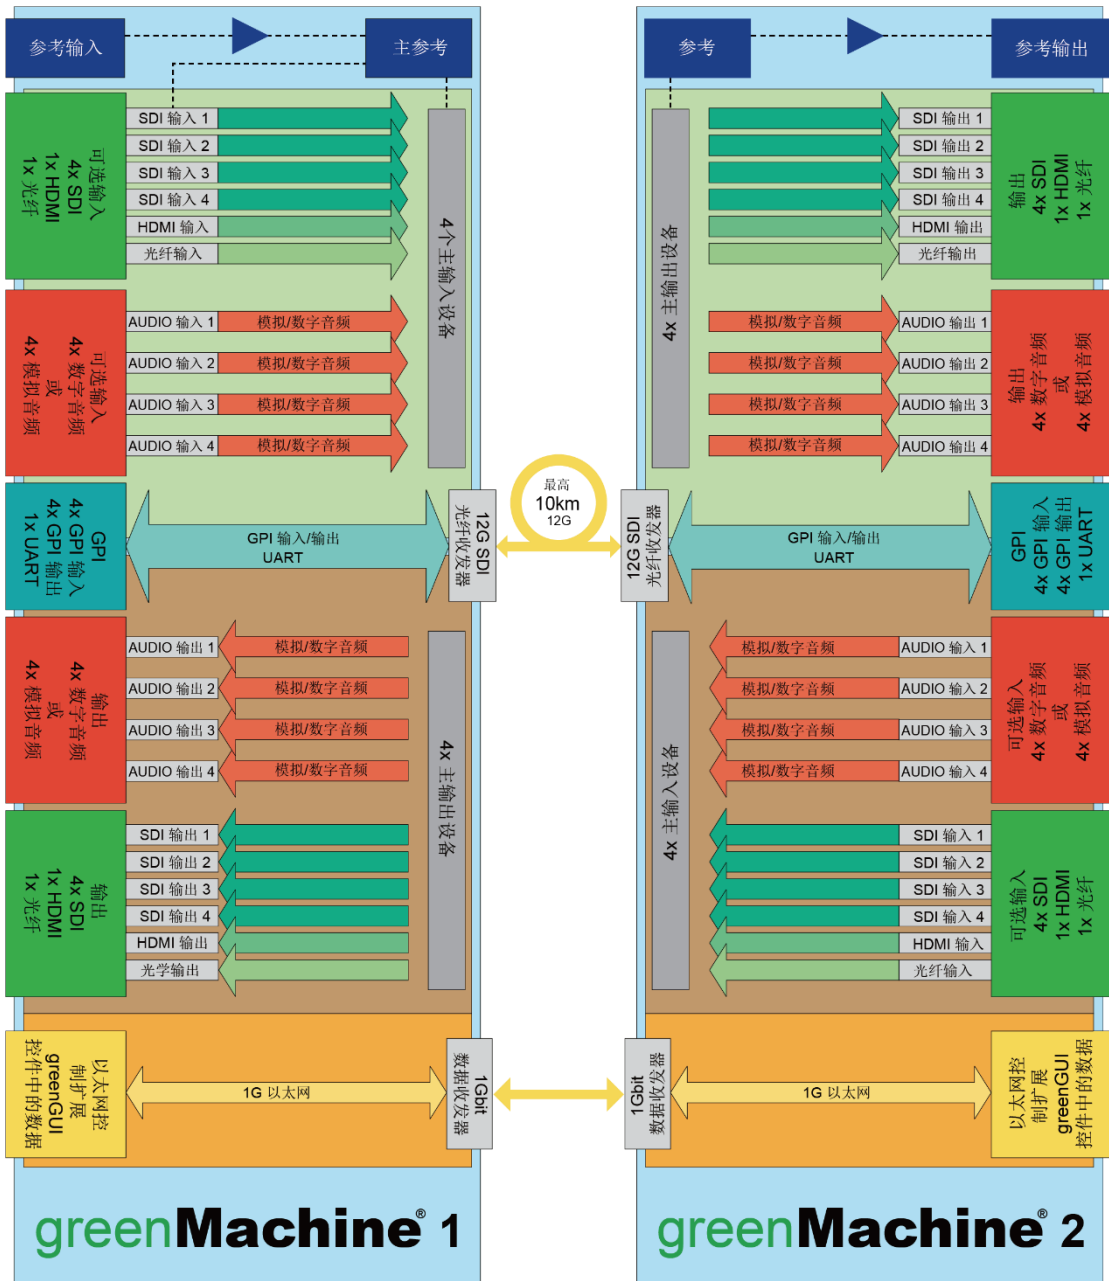 参考输入
主参考
可选输入
4x SDI
1x HDMI
1x 光纤
SDI 输入 1
SDI 输入 2
SDI 输入 3
SDI 输入 4
HDMI 输入
光纤输入
4个主输入设备
可选输入
4x 数字音频
或
4x 模拟音频
AUDIO 输入 1
模拟/数字音频
AUDIO 输入 2
模拟/数字音频
AUDIO 输入 3
模拟/数字音频
AUDIO 输入 4
模拟/数字音频
GPI
4x GPI 输入
4x GPI 输出
1x UART
GPI 输入/输出
UART
12G SDI
光纤收发器
输出
4x 数字音频
或
4x 模拟音频
AUDIO 输出 1
模拟/数字音频
AUDIO 输出 2
模拟/数字音频
AUDIO 输出 3
模拟/数字音频
AUDIO 输出 4
模拟/数字音频
4x 主输出设备
输出
4x SDI
1x HDMI
1x 光纤
SDI 输出 1
SDI 输出 2
SDI 输出 3
SDI 输出 4
HDMI 输出
光学输出
以太网控
制扩展
greenGUI
控件中的数据
1G 以太网
1Gbit
数据收发器
greenMachine® 1
最高
10km
12G
参考
参考输出
4x 主输出设备
SDI 输出 1
SDI 输出 2
SDI 输出 3
SDI 输出 4
HDMI 输出
光纤输出
输出
4x SDI
1x HDMI
1x 光纤
模拟/数字音频
AUDIO 输出 1
模拟/数字音频
AUDIO 输出 2
模拟/数字音频
AUDIO 输出 3
模拟/数字音频
AUDIO 输出 4
输出
4x 数字音频
或
4x 模拟音频
12G SDI
光纤收发器
GPI 输入/输出
UART
GPI
4x GPI 输入
4x GPI 输出
1x UART
4x 主输入设备
模拟/数字音频
AUDIO 输入 1
模拟/数字音频
AUDIO 输入 2
模拟/数字音频
AUDIO 输入 3
模拟/数字音频
AUDIO 输入 4
可选输入
4x 数字音频
或
4x 模拟音频
SDI 输入 1
SDI 输入 2
SDI 输入 3
SDI 输入 4
HDMI 输入
光纤输入
可选输入
4x SDI
1x HDMI
1x 光纤
1Gbit
数据收发器
1G 以太网
以太网控
制扩展
greenGUI
控件中的数据
greenMachine® 2